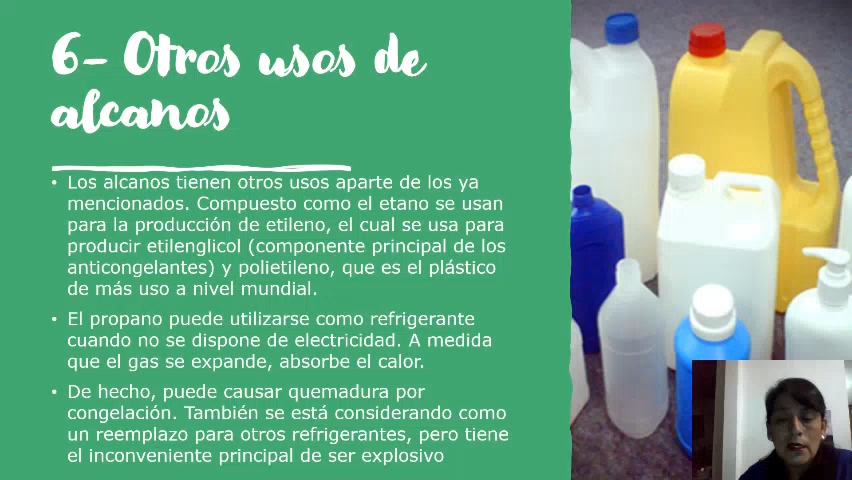 6- Otros usos de
alcanos
• Los alcanos tienen otros usos aparte de los ya
mencionados. Compuesto como el etano se usan
para la producción de etileno, el cual se usa para
producir etilenglicol (componente principal de los
anticongelantes) y polietileno, que es el plástico
de más uso a nivel mundial.
• El propano puede utilizarse como refrigerante
cuando no se dispone de electricidad. A medida
que el gas se expande, absorbe el calor.
• De hecho, puede causar quemadura por
congelación. También se está considerando como
un reemplazo para otros refrigerantes, pero tiene
el inconveniente principal de ser explosivo